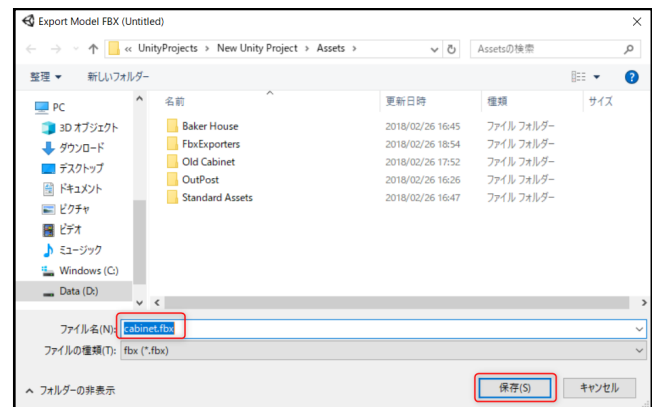 Export Model FBX (Untitled)
« UnityProjects > New Unity Project > Assets >
Assetsの検索
整理 新しいフォルダー
PC
3D オブジェクト
ダウンロード
デスクトップ
ドキュメント
ピクチャ
ビデオ
ミュージック
Windows (C:)
Data (D:)
名前 更新日時 種類 サイズ
Baker House 2018/02/26 16:45 ファイル フォルダー
FbxExporters 2018/02/26 18:54 ファイル フォルダー
Old Cabinet 2018/02/26 17:52 ファイル フォルダー
OutPost 2018/02/26 16:26 ファイル フォルダー
Standard Assets 2018/02/26 16:47 ファイル フォルダー
ファイル名(N): cabinet.fbx
ファイルの種類(T): fbx (*.fbx)
フォルダーの非表示
保存(S) キャンセル